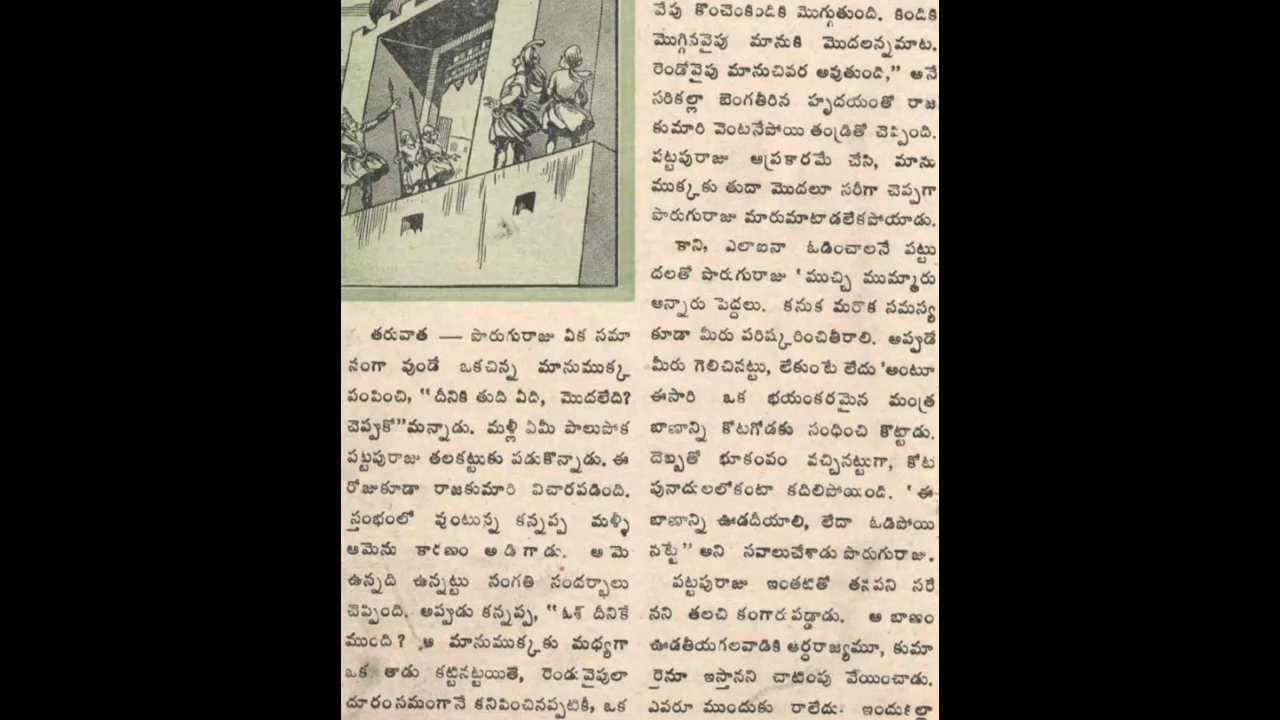 తరువాత — పొరుగురాజు ఏక సమా
నంగా వుండే ఒకచిన్న మానుముక్క
పంపించి, “దీనికి తుది ఏది, మొదలేది?
చెప్పుకో”మన్నాడు. మళ్లీ ఏమీ పాలుపోక
పట్టపురాజు తలకట్టుకు పడుకొన్నాడు. ఈ
రోజుకూడా రాజకుమారి విచారపడింది.
స్తంభంలో వుంటున్న కన్నప్ప మళ్ళీ
ఆమెను కారణం అడిగాడు. ఆమె
ఉన్నది ఉన్నట్టు సంగతి సందర్భాలు
చెప్పింది. అప్పుడు కన్నప్ప, “ఓశ్ దీనికే
ముంది? ఆ మానుముక్కకు మధ్యగా
ఒక తాడు కట్టినట్టయితే, రెండువైపులా
దూరంసమంగానే కనిపించినప్పటికీ, ఒక
వేపు కొంచెంకిందికి మొగ్గుతుంది. కిందికి
మొగ్గినవైపు మానుకి మొదలన్నమాట.
రెండోవైపు మానుచివర అవుతుంది,” అనే
సరికల్లా బెంగతీరిన హృదయంతో రాజ
కుమారి వెంటనేపోయి తండ్రితో చెప్పింది.
పట్టపురాజు ఆప్రకారమే చేసి, మాను
ముక్కకు తుదా మొదలూ సరీగా చెప్పగా
పొరుగురాజు మారుమాటాడలేకపోయాడు.
కాని, ఎలాఐనా ఓడించాలనే పట్టు
దలతో పొరుగురాజు ‘ముచ్చి ముమ్మారు
అన్నారు పెద్దలు. కనుక మరొక సమస్య
కూడా మీరు పరిష్కరించితీరాలి. అప్పుడే
మీరు గెలిచినట్టు, లేకుంటే లేదు’అంటూ
ఈసారి ఒక భయంకరమైన మంత్ర
బాణాన్ని కోటగోడకు సంధించి కొట్టాడు.
దెబ్బతో భూకంపం వచ్చినట్టుగా, కోట
పునాదులలోకంటా కదిలిపోయింది. ‘ఈ
బాణాన్ని ఊడదీయాలి, లేదా ఓడిపోయి
నట్టే” అని సవాలుచేశాడు పొరుగురాజు.
పట్టపురాజు ఇంతటితో తనపని సరే
నని తలచి కంగారుపడ్డాడు. ఆ బాణం
ఊడతీయగలవాడికి అర్ధరాజ్యమూ, కుమా
రైనూ ఇస్తానని చాటింపు వేయించాడు.
ఎవరూ ముందుకు రాలేదు. ఇందుకల్లా